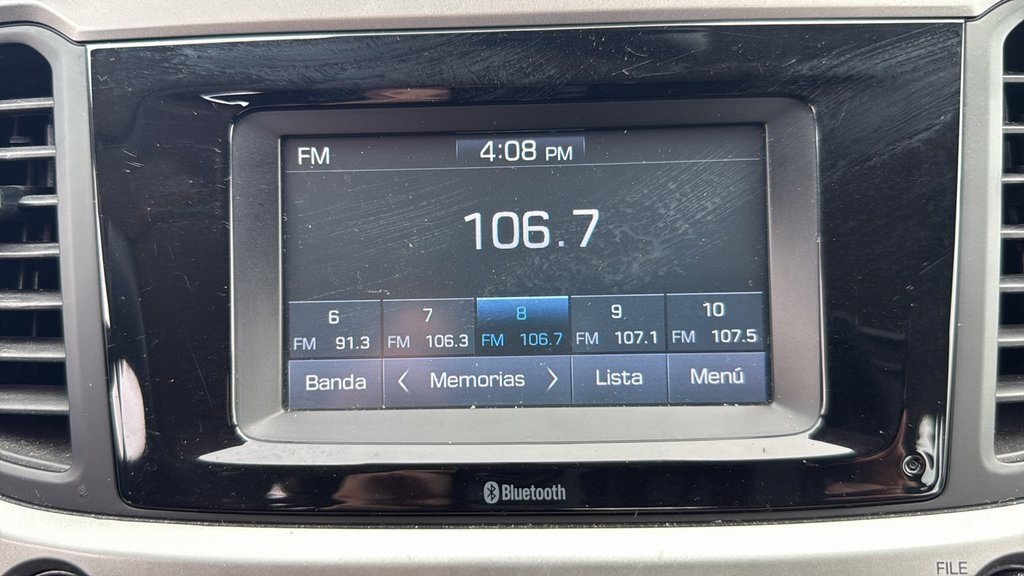 FM 4:08 PM
106.7
6 7 8 9 10
FM 91.3 FM 106.3 FM 106.7 FM 107.1 FM 107.5
Banda < Memorias > Lista Menú
Bluetooth
FILE